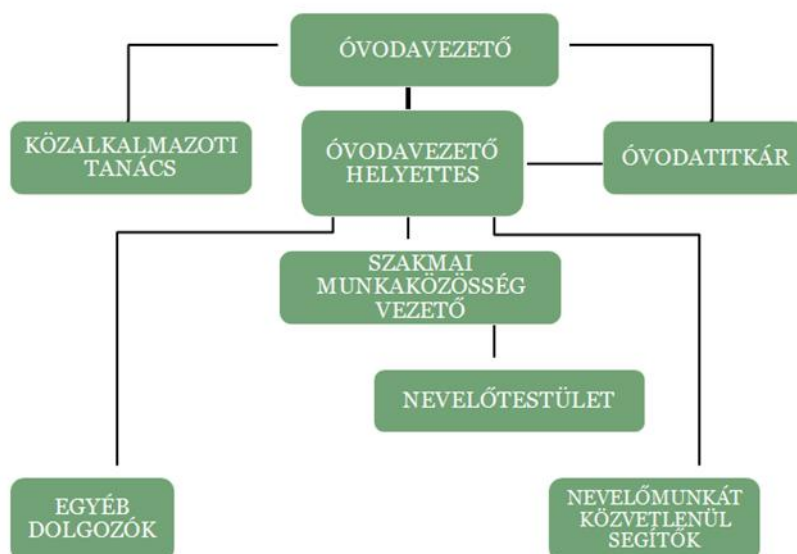 ÓVODAVEZETŐ
KÖZALKALMAZOTI
TANÁCS
ÓVODAVEZETŐ
HELYETTES
ÓVODATITKÁR
SZAKMAI
MUNKAKÖZÖSSÉG
VEZETŐ
NEVELŐTESTÜLET
EGYÉB
DOLGOZÓK
NEVELŐMUNKÁT
KÖZVETLENÜL
SEGÍTŐK